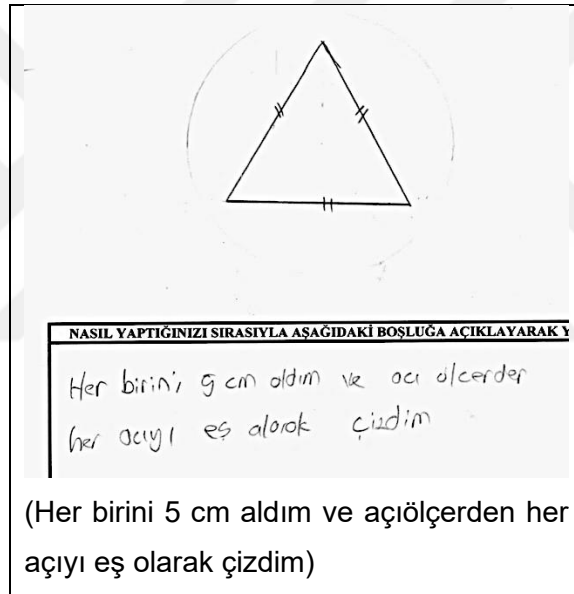 NASIL YAPTIĞINIZI SIRASIYLA AŞAĞIDAKİ BOŞLUĞA AÇIKLAYARAK Y
Her birini 5 cm aldım ve acı ölcerder
her acıyı eş alarak çizdim
(Her birini 5 cm aldım ve açıölçerden her
açıyı eş olarak çizdim)